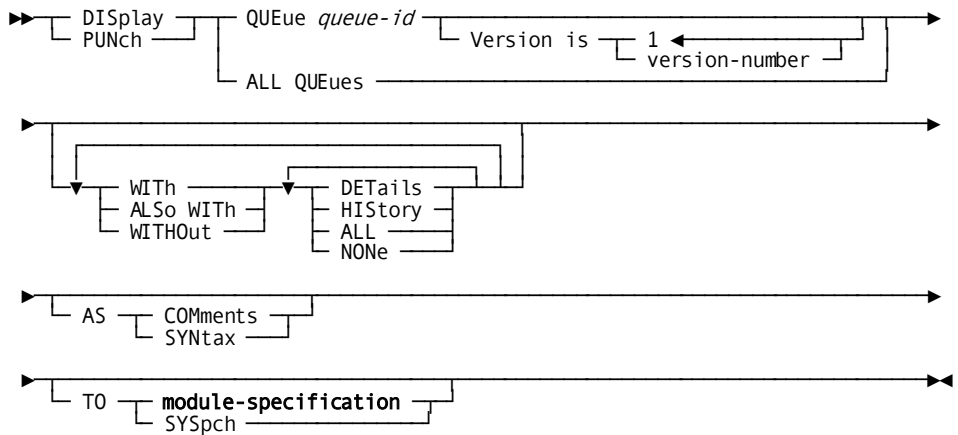 DISplay QUEue queue-id
PUNch Version is 1
version-number
ALL QUEues
WITh DETails
ALSo WITh HIStory
WITHOut ALL
NONe
AS COMments
SYNtax
TO module-specification
SYSpch